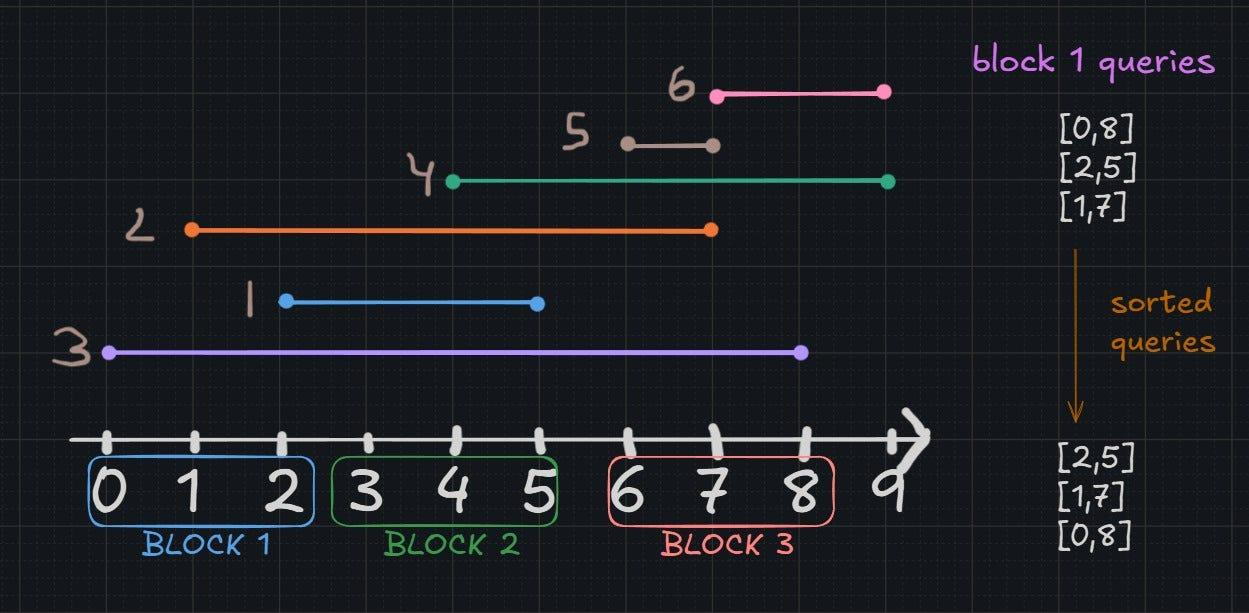 block 1 queries
[0,8]
[2,5]
[1,7]
sorted
queries
[2,5]
[1,7]
[0,8]
6
5
4
2
1
3
0 1 2 3 4 5 6 7 8 9
BLOCK 1 BLOCK 2 BLOCK 3